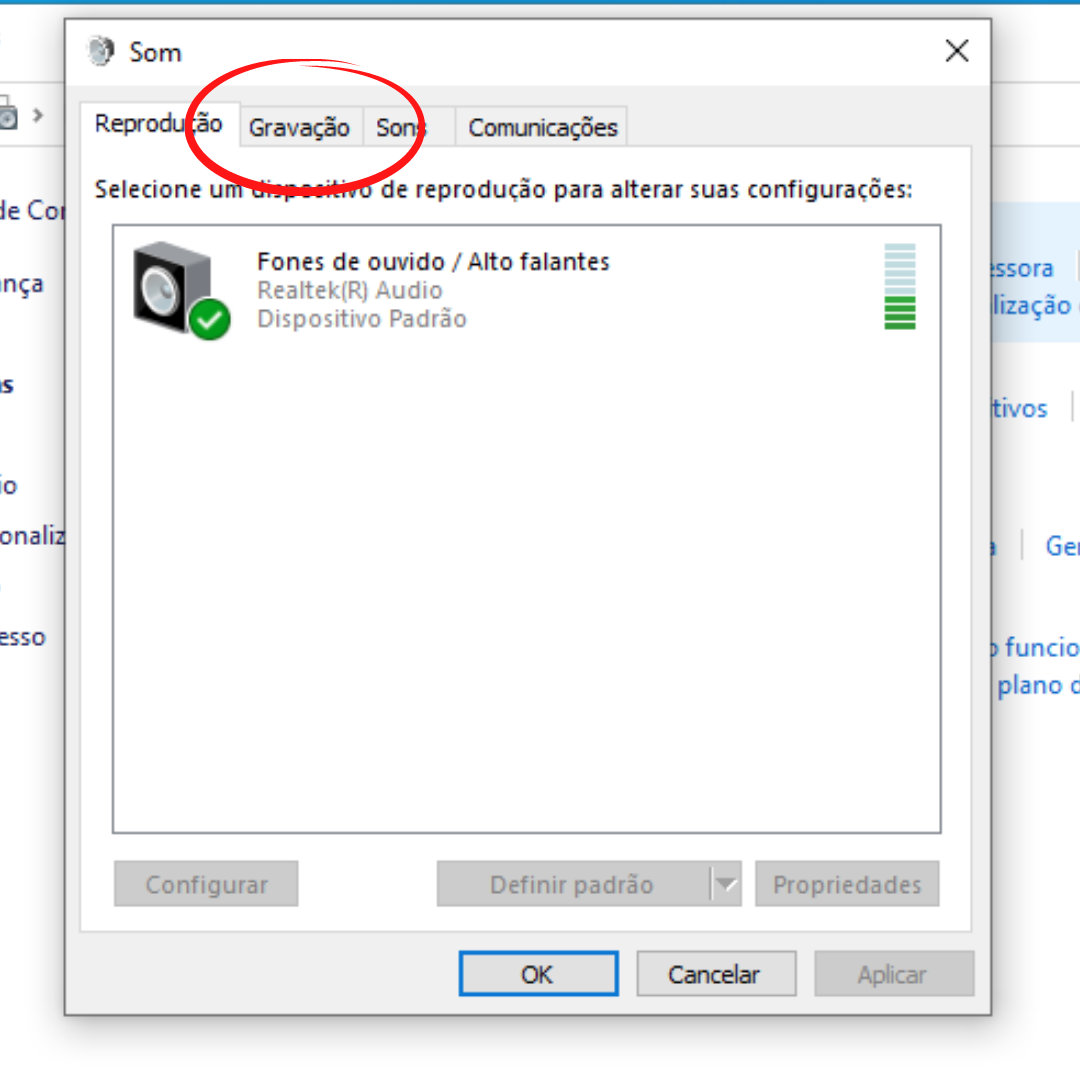 Som
Reprodução Gravação Sons Comunicações
Selecione um dispositivo de reprodução para alterar suas configurações:
Fones de ouvido / Alto falantes
Realtek(R) Audio
Dispositivo Padrão
Configurar Definir padrão Propriedades
OK Cancelar Aplicar
de Cor
ança
as
io
onaliz
esso
essora
lização
tivos
a Ger
o funcio
plano d